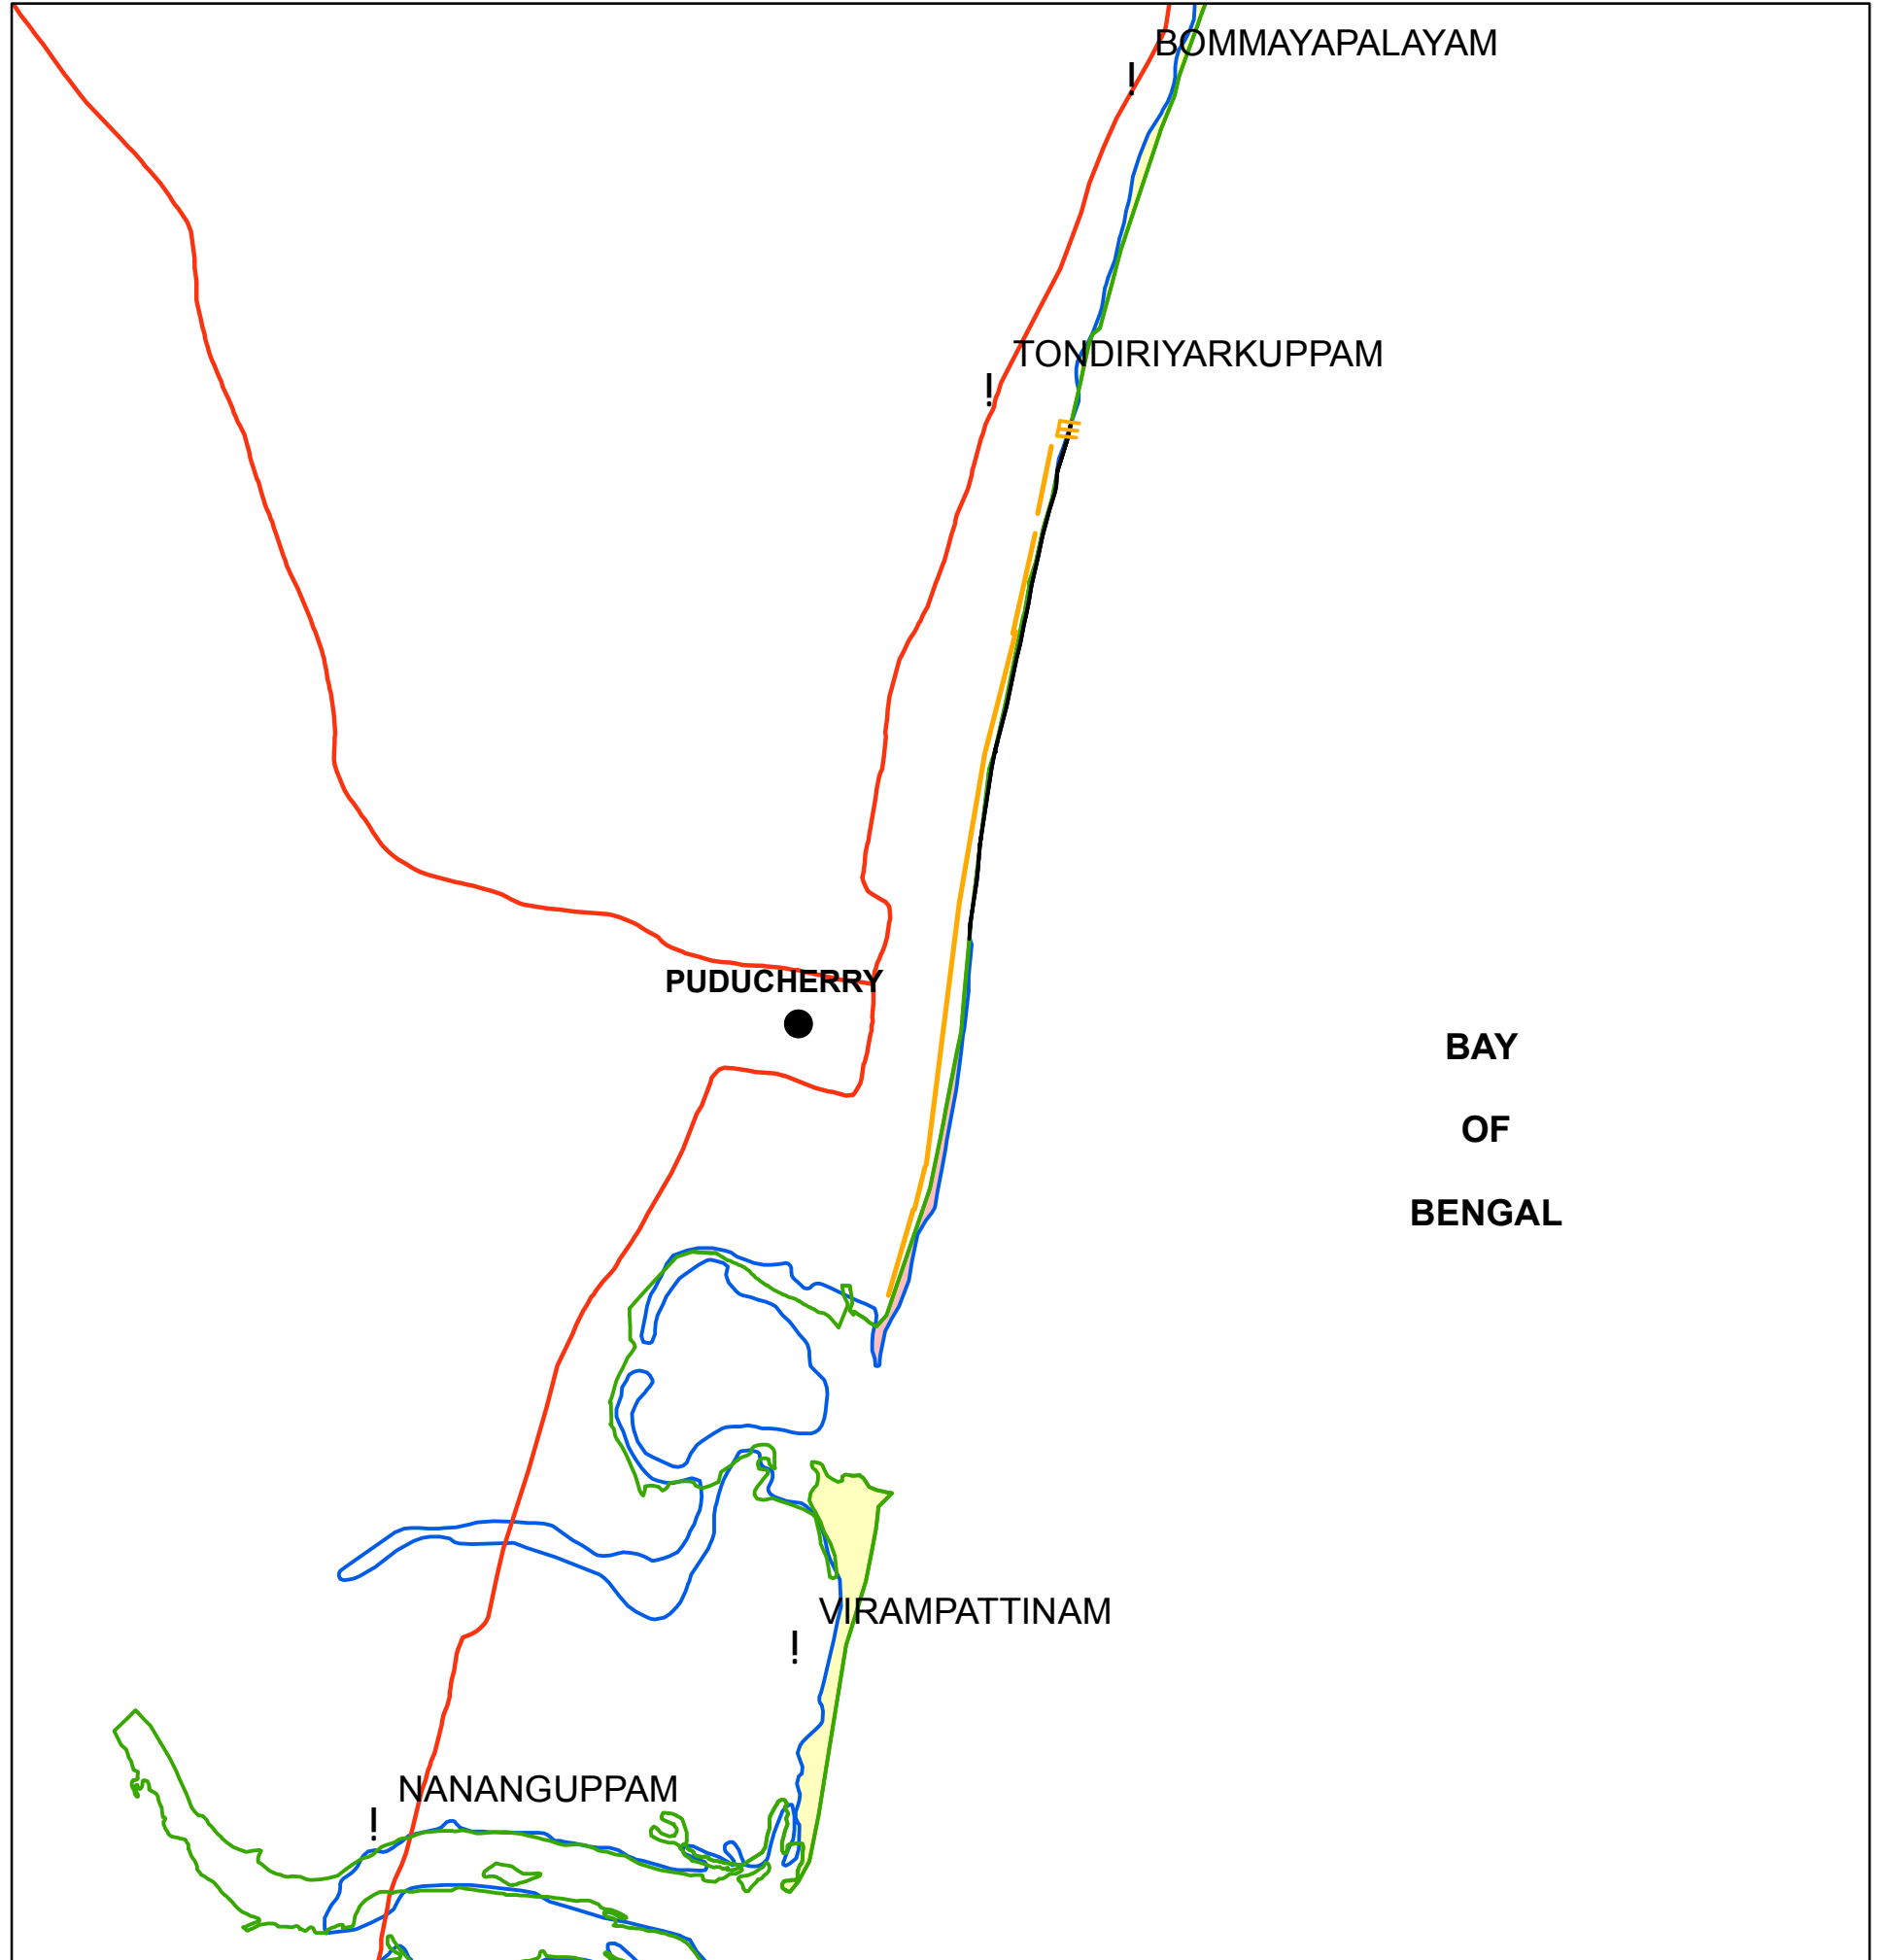 BOMMAYAPALAYAM
!
TONDIRIYARKUPPAM
!
PUDUCHERRY
BAY
OF
BENGAL
VIRAMPATTINAM
!
NANANGUPPAM
!